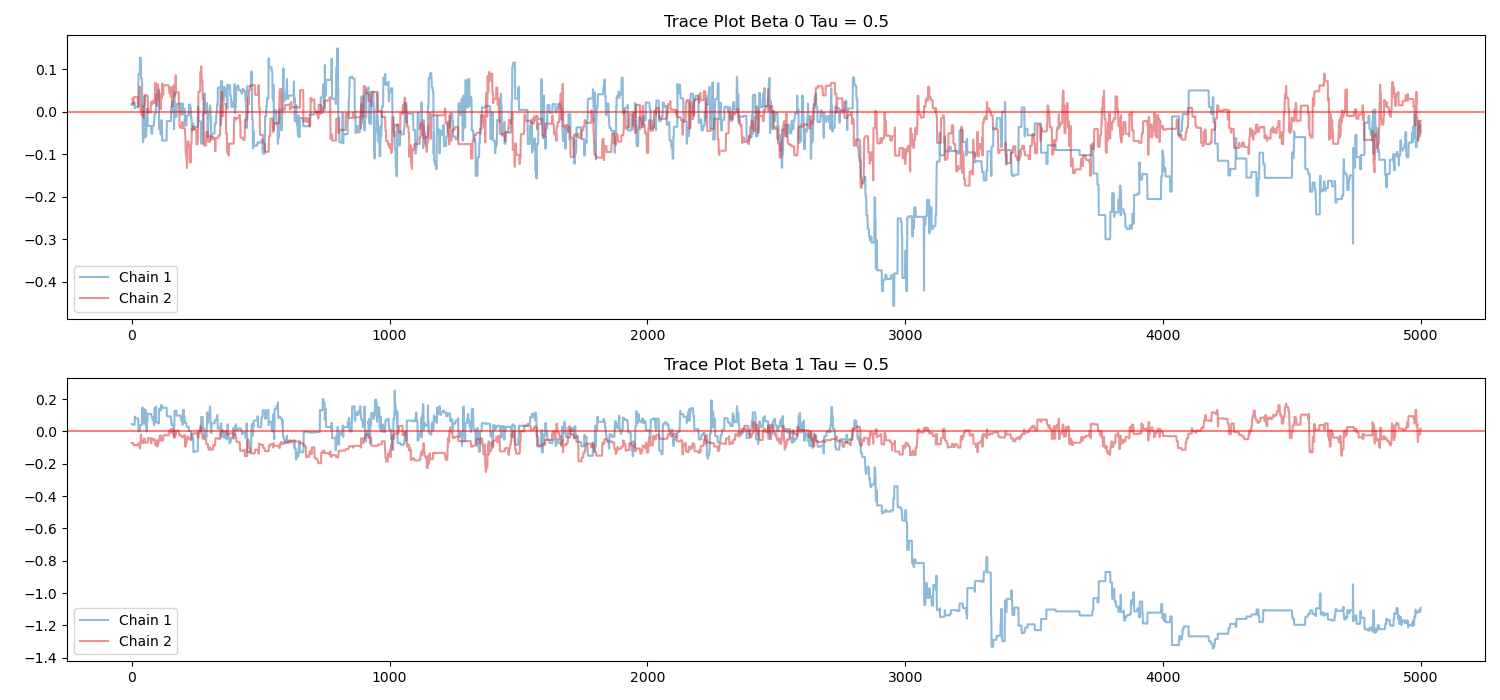 Trace Plot Beta 0 Tau = 0.5
0.1
0.0
−0.1
−0.2
−0.3
−0.4
Chain 1
Chain 2
0 1000 2000 3000 4000 5000
Trace Plot Beta 1 Tau = 0.5
0.2
0.0
−0.2
−0.4
−0.6
−0.8
−1.0
−1.2
−1.4
Chain 1
Chain 2
0 1000 2000 3000 4000 5000